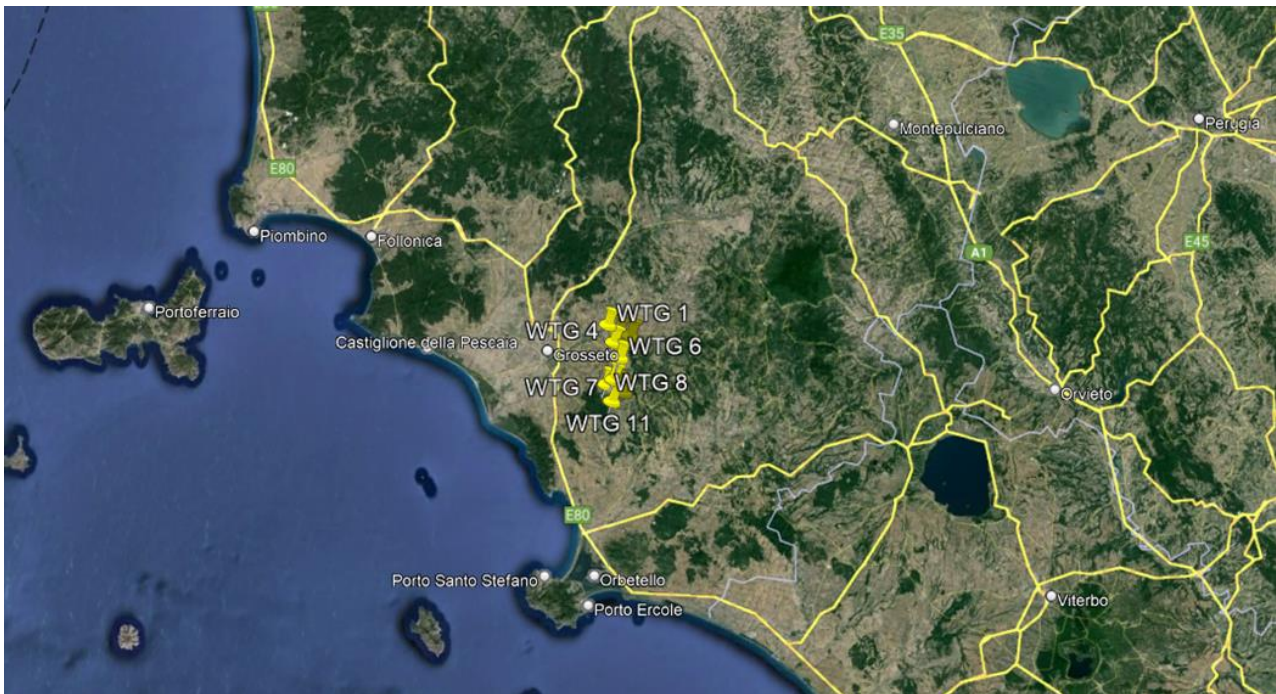 E35
Montepulciano
Perugia
E80
Piombino
Follonica
A1
E45
Portoferraio
WTG 1
WTG 4
Castiglione della Pescaia
Grosseto
WTG 6
WTG 7
WTG 8
Orvieto
WTG 11
E80
Porto Santo Stefano
Orbetello
Porto Ercole
Viterbo